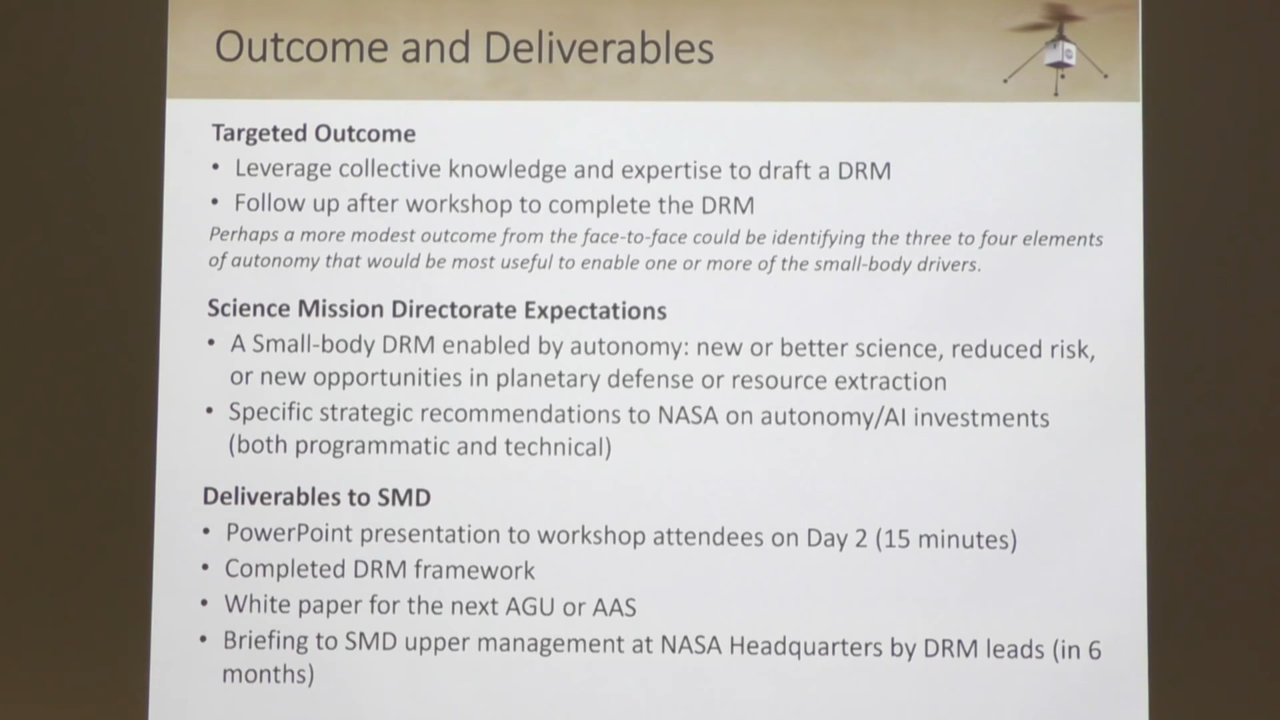 Outcome and Deliverables
Targeted Outcome
• Leverage collective knowledge and expertise to draft a DRM
• Follow up after workshop to complete the DRM
Perhaps a more modest outcome from the face-to-face could be identifying the three to four elements
of autonomy that would be most useful to enable one or more of the small-body drivers.
Science Mission Directorate Expectations
• A Small-body DRM enabled by autonomy: new or better science, reduced risk,
or new opportunities in planetary defense or resource extraction
• Specific strategic recommendations to NASA on autonomy/AI investments
(both programmatic and technical)
Deliverables to SMD
• PowerPoint presentation to workshop attendees on Day 2 (15 minutes)
• Completed DRM framework
• White paper for the next AGU or AAS
• Briefing to SMD upper management at NASA Headquarters by DRM leads (in 6
months)